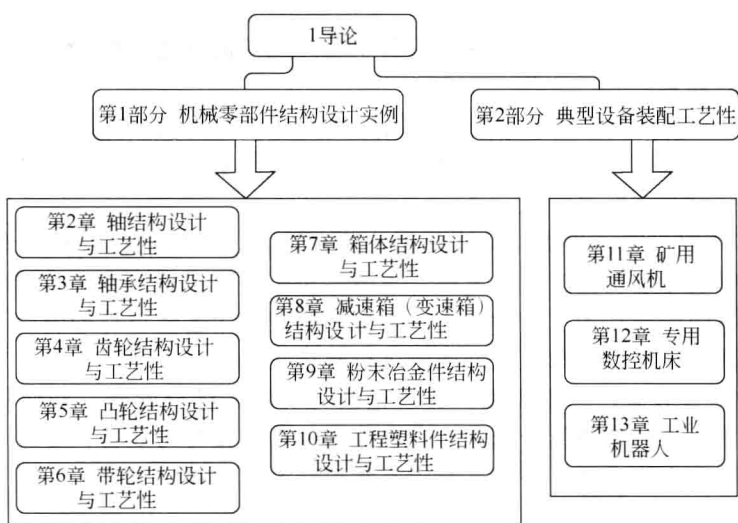 1导论
第1部分 机械零部件结构设计实例
第2部分 典型设备装配工艺性
第2章 轴结构设计
与工艺性
第3章 轴承结构设计
与工艺性
第4章 齿轮结构设计
与工艺性
第5章 凸轮结构设计
与工艺性
第6章 带轮结构设计
与工艺性
第7章 箱体结构设计
与工艺性
第8章 减速箱（变速箱）
结构设计与工艺性
第9章 粉末冶金件结构
设计与工艺性
第10章 工程塑料件结构
设计与工艺性
第11章 矿用
通风机
第12章 专用
数控机床
第13章 工业
机器人